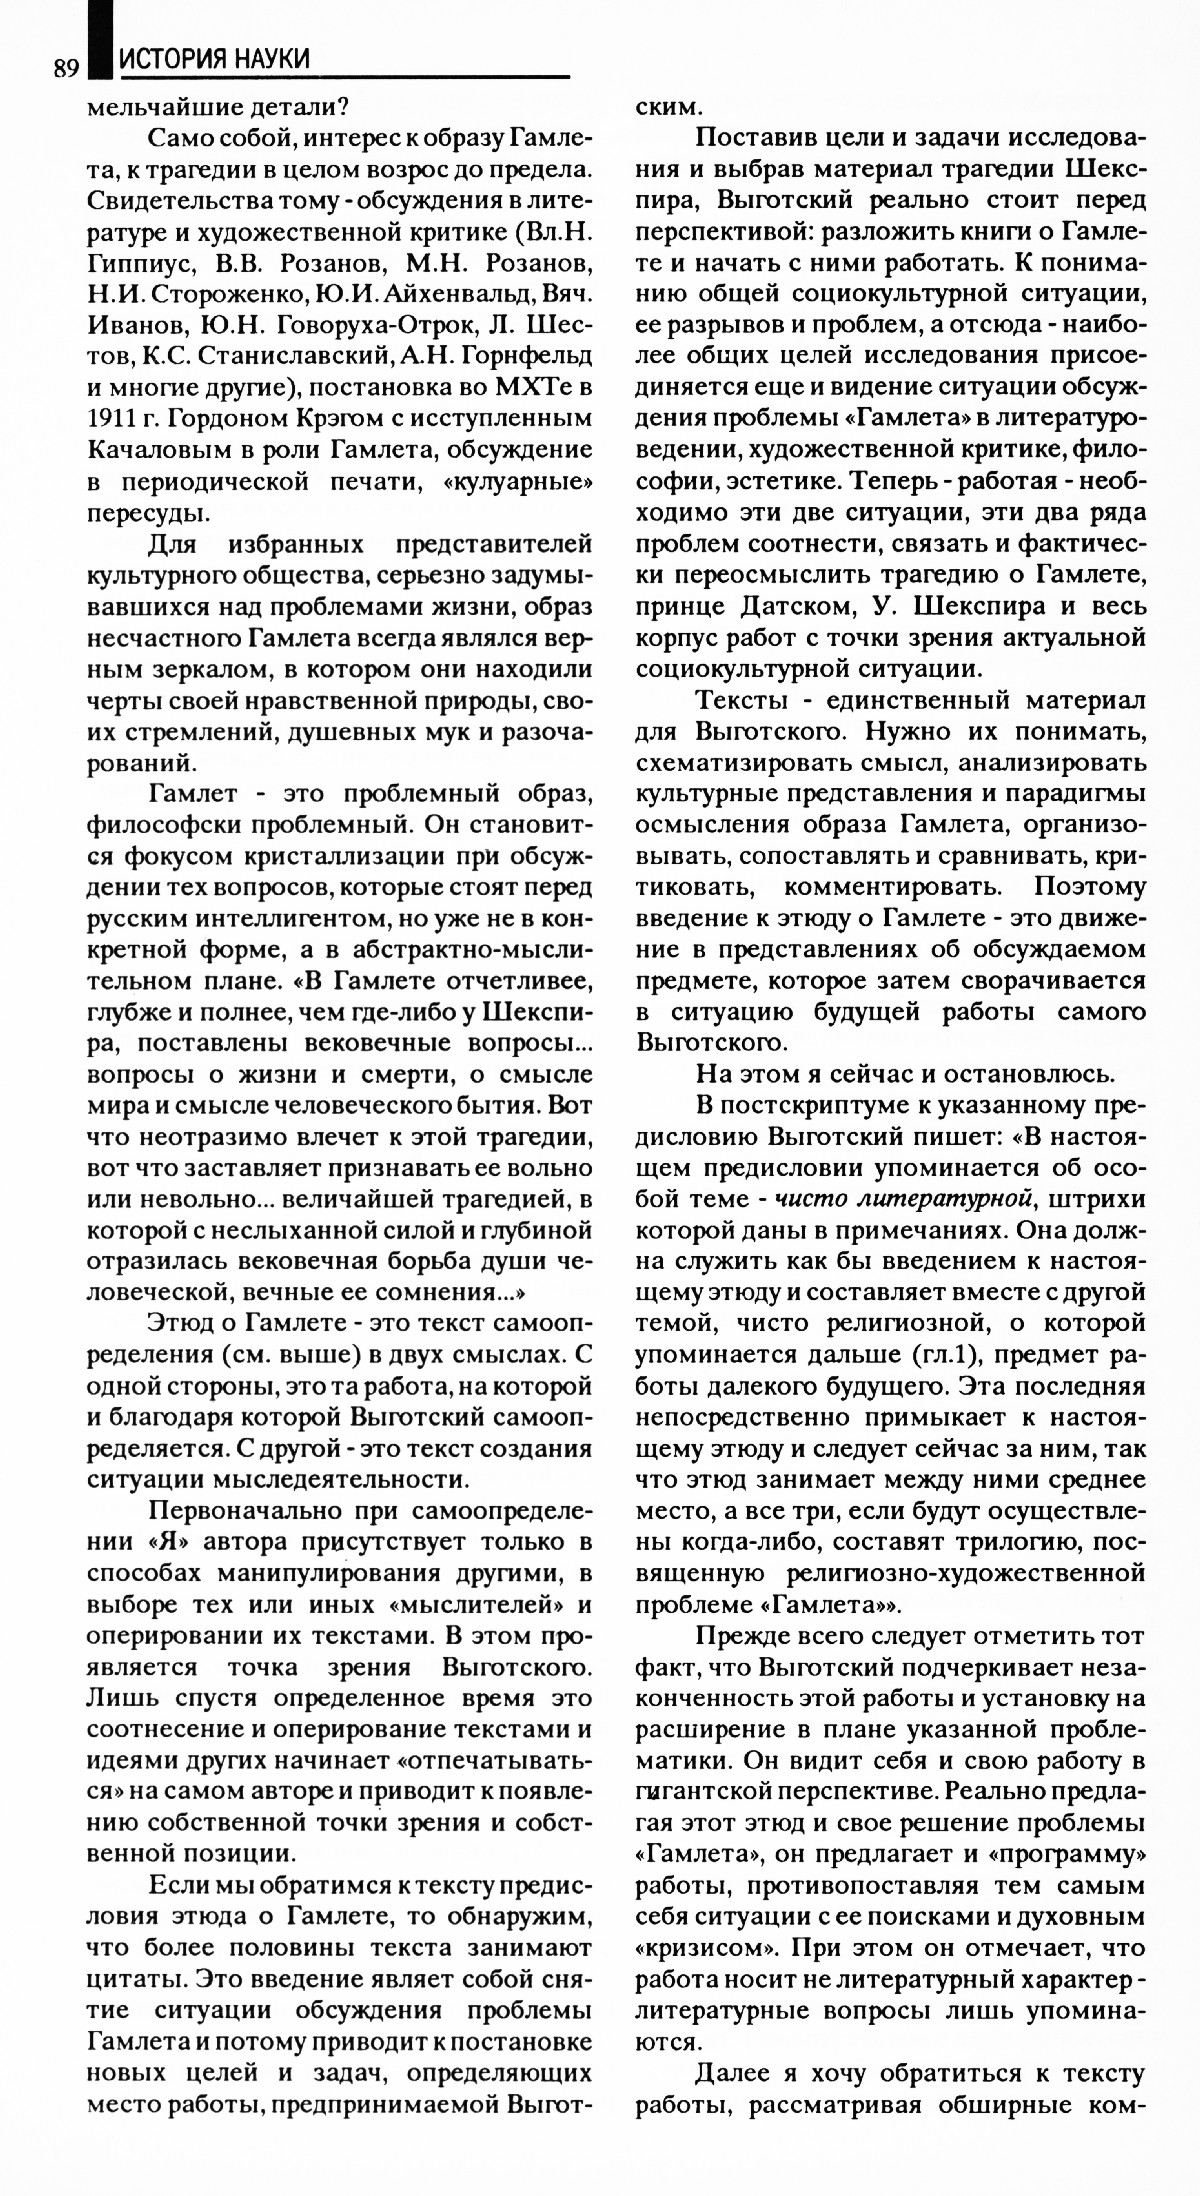 89
ИСТОРИЯ НАУКИ
мельчайшие детали?
Само собой, интерес к образу Гамле-
та, к трагедии в целом возрос до предела.
Свидетельства тому - обсуждения в лите-
ратуре и художественной критике (Вл.Н.
Гиппиус, В.В. Розанов, М.Н. Розанов,
Н.И. Стороженко, Ю.И. Айхенвальд, Вяч.
Иванов, Ю.Н. Говоруха-Отрок, Л. Шес-
тов, К.С. Станиславский, А.Н. Горнфельд
и многие другие), постановка во МХТе в
1911 г. Гордоном Крэгом с исступленным
Качаловым в роли Гамлета, обсуждение
в периодической печати, «кулуарные»
пересуды.
Для избранных представителей
культурного общества, серьезно задумы-
вавшихся над проблемами жизни, образ
несчастного Гамлета всегда являлся вер-
ным зеркалом, в котором они находили
черты своей нравственной природы, сво-
их стремлений, душевных мук и разоча-
рований.
Гамлет - это проблемный образ,
философски проблемный. Он становит-
ся фокусом кристаллизации при обсуж-
дении тех вопросов, которые стоят перед
русским интеллигентом, но уже не в кон-
кретной форме, а в абстрактно-мысли-
тельном плане. «В Гамлете отчетливее,
глубже и полнее, чем где-либо у Шекспи-
ра, поставлены вековечные вопросы...
вопросы о жизни и смерти, о смысле
мира и смысле человеческого бытия. Вот
что неотразимо влечет к этой трагедии,
вот что заставляет признавать ее вольно
или невольно... величайшей трагедией, в
которой с неслыханной силой и глубиной
отразилась вековечная борьба души че-
ловеческой, вечные ее сомнения...»
Этюд о Гамлете - это текст самооп-
ределения (см. выше) в двух смыслах. С
одной стороны, это та работа, на которой
и благодаря которой Выготский самооп-
ределяется. С другой - это текст создания
ситуации мыследеятельности.
Первоначально при самоопределе-
нии «Я» автора присутствует только в
способах манипулирования другими, в
выборе тех или иных «мыслителей» и
оперировании их текстами. В этом про-
является точка зрения Выготского.
Лишь спустя определенное время это
соотнесение и оперирование текстами и
идеями других начинает «отпечатывать-
ся» на самом авторе и приводит к появле-
нию собственной точки зрения и собст-
венной позиции.
Если мы обратимся к тексту предис-
ловия этюда о Гамлете, то обнаружим,
что более половины текста занимают
цитаты. Это введение являет собой сня-
тие ситуации обсуждения проблемы
Гамлета и потому приводит к постановке
новых целей и задач, определяющих
место работы, предпринимаемой Выгот-
ским.
Поставив цели и задачи исследова-
ния и выбрав материал трагедии Шекс-
пира, Выготский реально стоит перед
перспективой: разложить книги о Гамле-
те и начать с ними работать. К понима-
нию общей социокультурной ситуации,
ее разрывов и проблем, а отсюда - наибо-
лее общих целей исследования присое-
диняется еще и видение ситуации обсуж-
дения проблемы «Гамлета» в литературо-
ведении, художественной критике, фило-
софии, эстетике. Теперь - работая - необ-
ходимо эти две ситуации, эти два ряда
проблем соотнести, связать и фактичес-
ки переосмыслить трагедию о Гамлете,
принце Датском, У. Шекспира и весь
корпус работ с точки зрения актуальной
социокультурной ситуации.
Тексты - единственный материал
для Выготского. Нужно их понимать,
схематизировать смысл, анализировать
культурные представления и парадигмы
осмысления образа Гамлета, организо-
вывать, сопоставлять и сравнивать, кри-
тиковать, комментировать. Поэтому
введение к этюду о Гамлете - это движе-
ние в представлениях об обсуждаемом
предмете, которое затем сворачивается
в ситуацию будущей работы самого
Выготского.
На этом я сейчас и остановлюсь.
В постскриптуме к указанному пре-
дисловию Выготский пишет: «В настоя-
щем предисловии упоминается об осо-
бой теме - чисто литературной, штрихи
которой даны в примечаниях. Она долж-
на служить как бы введением к настоя-
щему этюду и составляет вместе с другой
темой, чисто религиозной, о которой
упоминается дальше (гл.1), предмет ра-
боты далекого будущего. Эта последняя
непосредственно примыкает к настоя-
щему этюду и следует сейчас за ним, так
что этюд занимает между ними среднее
место, а все три, если будут осуществле-
ны когда-либо, составят трилогию, пос-
вященную религиозно-художественной
проблеме «Гамлета»».
Прежде всего следует отметить тот
факт, что Выготский подчеркивает неза-
конченность этой работы и установку на
расширение в плане указанной пробле-
матики. Он видит себя и свою работу в
гигантской перспективе. Реально предла-
гая этот этюд и свое решение проблемы
«Гамлета», он предлагает и «программу»
работы, противопоставляя тем самым
себя ситуации с ее поисками и духовным
«кризисом». При этом он отмечает, что
работа носит не литературный характер -
литературные вопросы лишь упомина-
ются.
Далее я хочу обратиться к тексту
работы, рассматривая обширные ком-